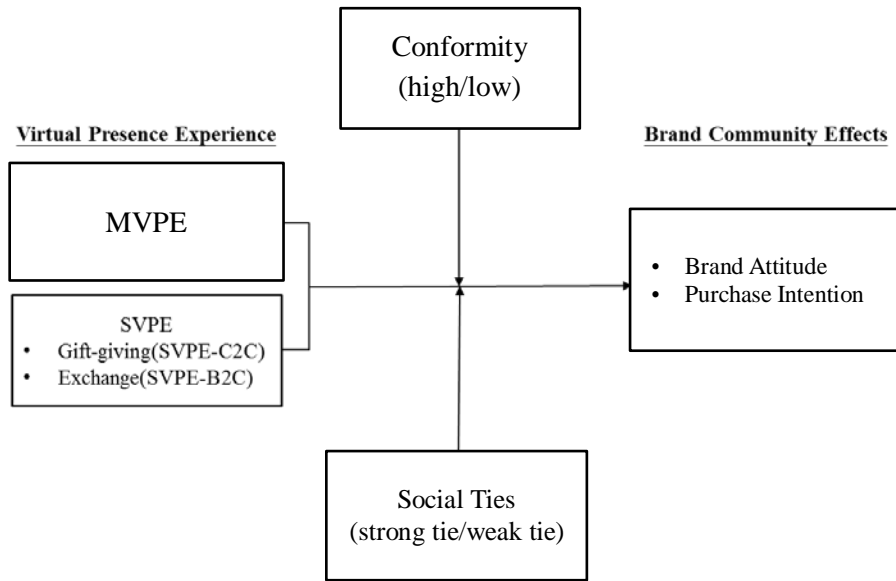 Conformity
(high/low)
Virtual Presence Experience
Brand Community Effects
MVPE
SVPE
• Gift-giving(SVPE-C2C)
• Exchange(SVPE-B2C)
• Brand Attitude
• Purchase Intention
Social Ties
(strong tie/weak tie)